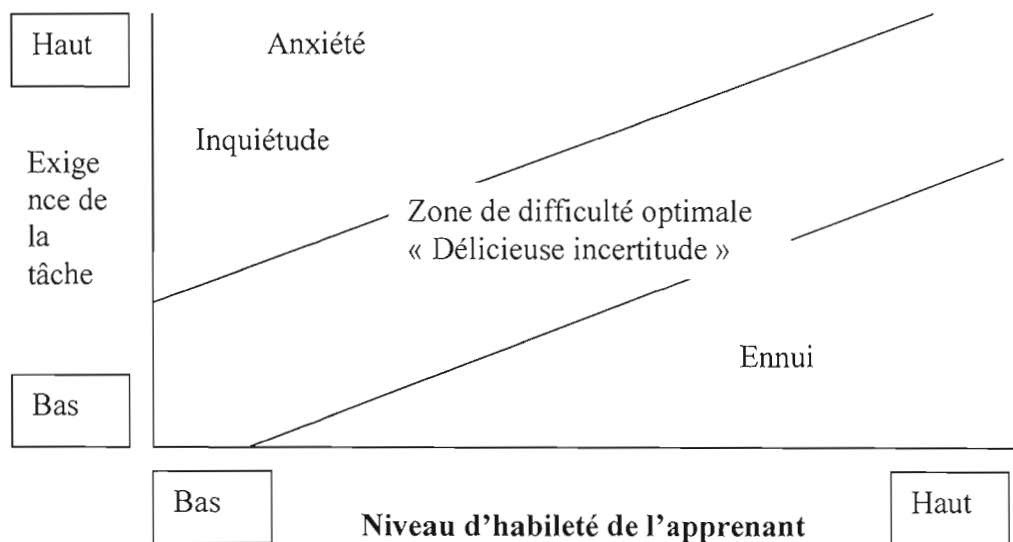 Haut
Anxiété
Inquiétude
Exige
nce de
la
tâche
Zone de difficulté optimale
« Délicieuse incertitude »
Ennui
Bas
Bas
Haut
Niveau d'habileté de l'apprenant